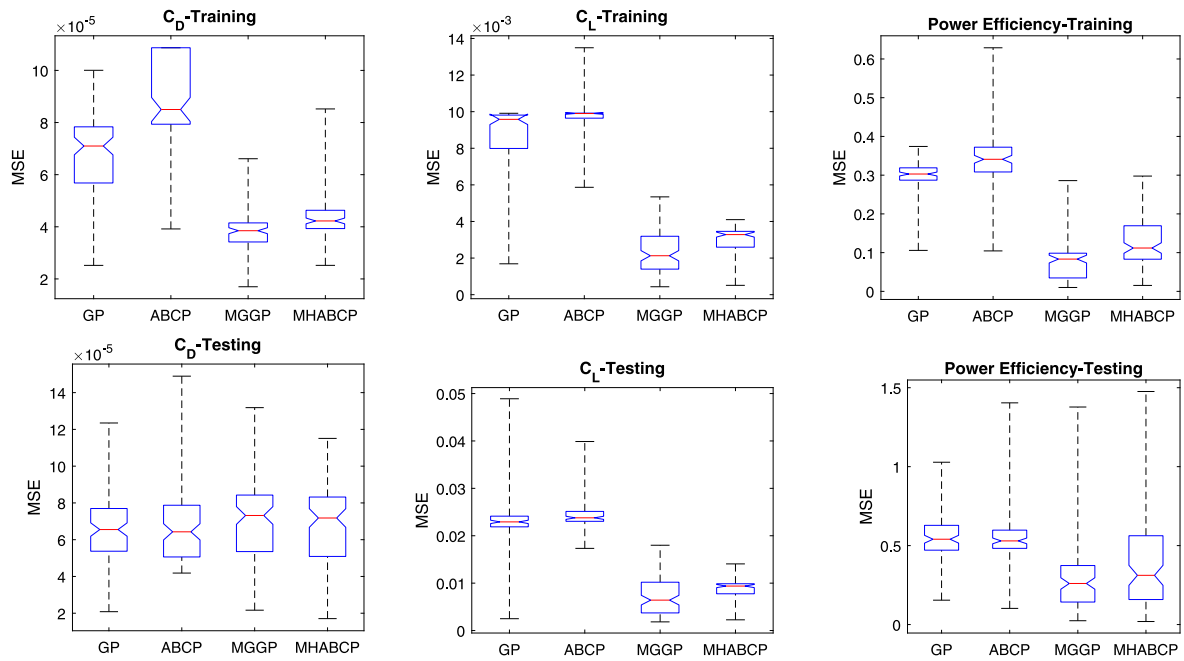 C_D-Training
×10^-5
MSE
10
8
6
4
2
GP ABCP MGGP MHABCP
C_L-Training
×10^-3
MSE
14
12
10
8
6
4
2
0
GP ABCP MGGP MHABCP
Power Efficiency-Training
MSE
0.6
0.5
0.4
0.3
0.2
0.1
0
GP ABCP MGGP MHABCP
C_D-Testing
×10^-5
MSE
14
12
10
8
6
4
2
GP ABCP MGGP MHABCP
C_L-Testing
MSE
0.05
0.04
0.03
0.02
0.01
0
GP ABCP MGGP MHABCP
Power Efficiency-Testing
MSE
1.5
1
0.5
0
GP ABCP MGGP MHABCP